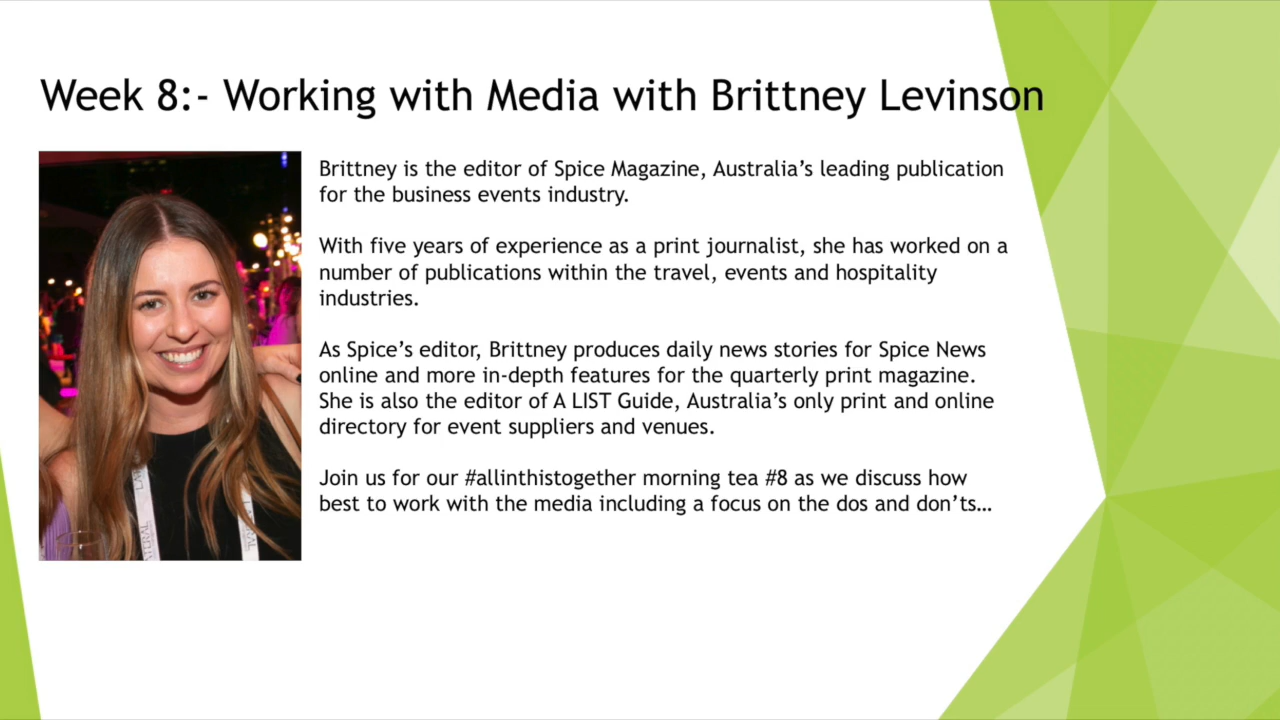 Week 8:- Working with Media with Brittney Levinson
Brittney is the editor of Spice Magazine, Australia’s leading publication
for the business events industry.
With five years of experience as a print journalist, she has worked on a
number of publications within the travel, events and hospitality
industries.
As Spice’s editor, Brittney produces daily news stories for Spice News
online and more in-depth features for the quarterly print magazine.
She is also the editor of A LIST Guide, Australia’s only print and online
directory for event suppliers and venues.
Join us for our #allinthistogether morning tea #8 as we discuss how
best to work with the media including a focus on the dos and don’ts…